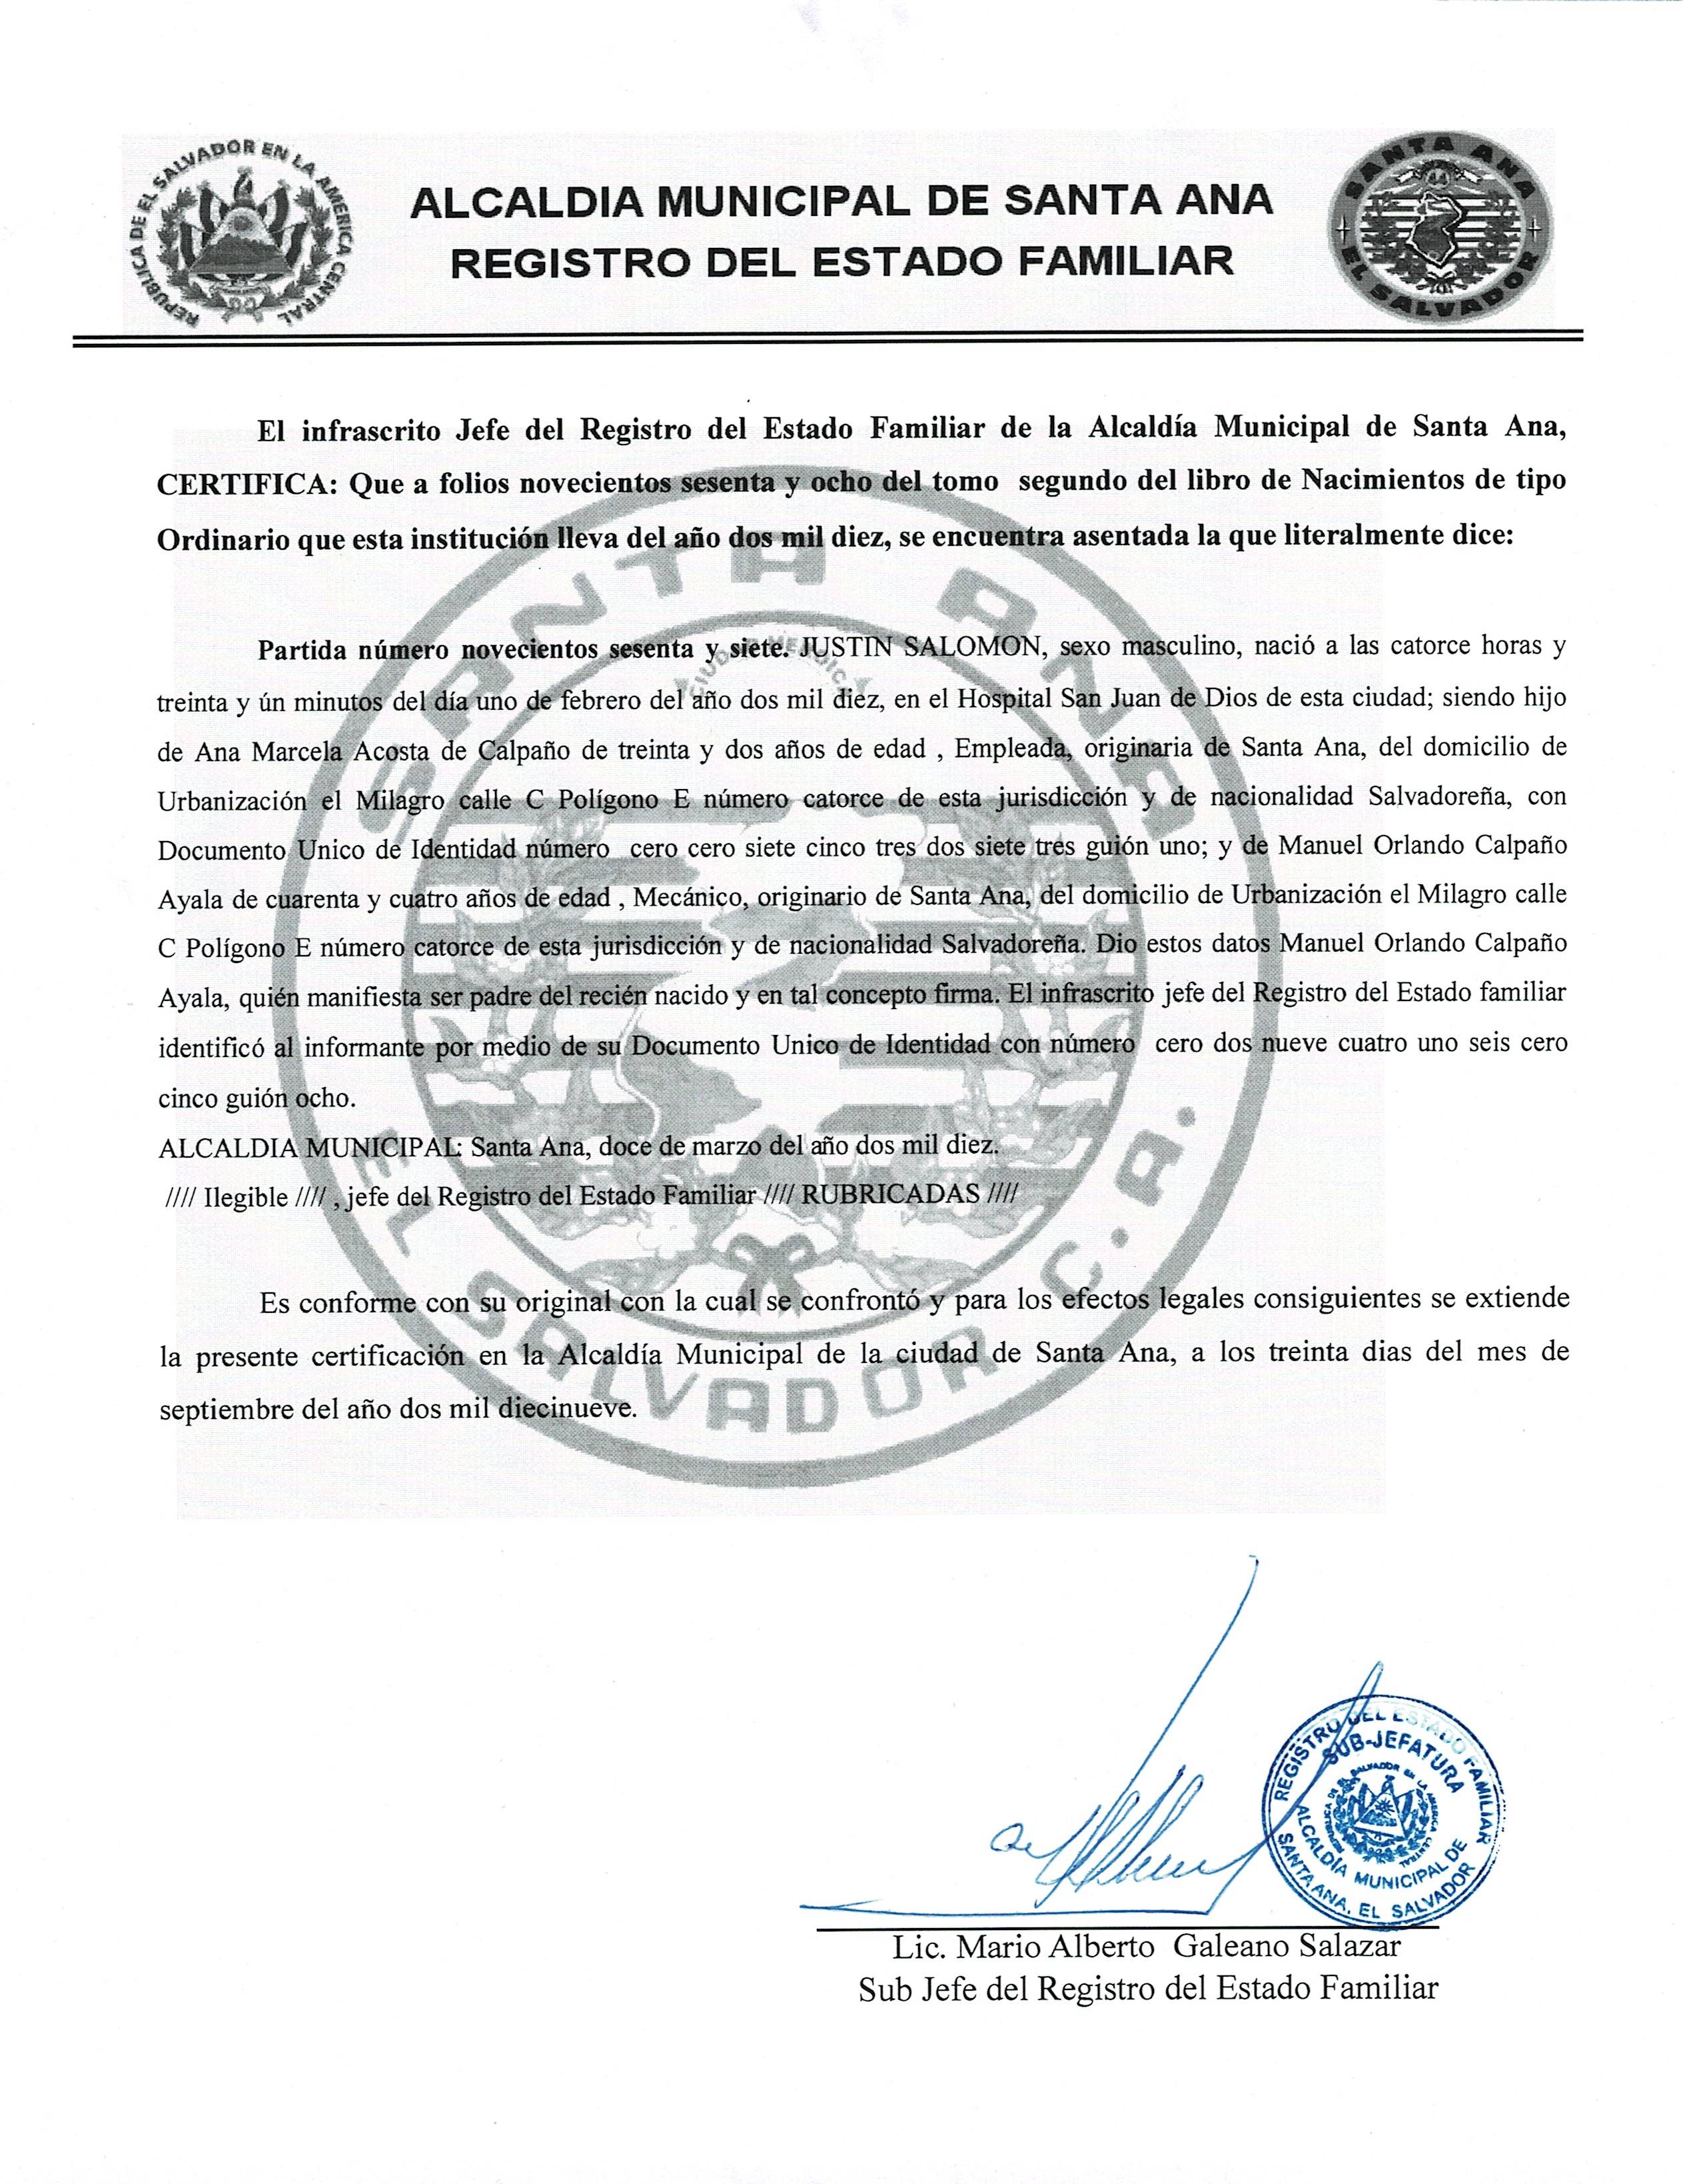 REPUBLICA DE EL SALVADOR EN LA AMERICA CENTRAL
ALCALDIA MUNICIPAL DE SANTA ANA
REGISTRO DEL ESTADO FAMILIAR
SANTA ANA
44
EL SALVADOR
El infrascrito Jefe del Registro del Estado Familiar de la Alcaldía Municipal de Santa Ana,
CERTIFICA: Que a folios novecientos sesenta y ocho del tomo segundo del libro de Nacimientos de tipo
Ordinario que esta institución lleva del año dos mil diez, se encuentra asentada la que literalmente dice:
Partida número novecientos sesenta y siete. JUSTIN SALOMON, sexo masculino, nació a las catorce horas y
treinta y ún minutos del día uno de febrero del año dos mil diez, en el Hospital San Juan de Dios de esta ciudad; siendo hijo
de Ana Marcela Acosta de Calpaño de treinta y dos años de edad , Empleada, originaria de Santa Ana, del domicilio de
Urbanización el Milagro calle C Polígono E número catorce de esta jurisdicción y de nacionalidad Salvadoreña, con
Documento Unico de Identidad número cero cero siete cinco tres dos siete tres guión uno; y de Manuel Orlando Calpaño
Ayala de cuarenta y cuatro años de edad , Mecánico, originario de Santa Ana, del domicilio de Urbanización el Milagro calle
C Polígono E número catorce de esta jurisdicción y de nacionalidad Salvadoreña. Dio estos datos Manuel Orlando Calpaño
Ayala, quién manifiesta ser padre del recién nacido y en tal concepto firma. El infrascrito jefe del Registro del Estado familiar
identificó al informante por medio de su Documento Unico de Identidad con número cero dos nueve cuatro uno seis cero
cinco guión ocho.
ALCALDIA MUNICIPAL: Santa Ana, doce de marzo del año dos mil diez.
//// Ilegible //// , jefe del Registro del Estado Familiar //// RUBRICADAS ////
Es conforme con su original con la cual se confrontó y para los efectos legales consiguientes se extiende
la presente certificación en la Alcaldía Municipal de la ciudad de Santa Ana, a los treinta dias del mes de
septiembre del año dos mil diecinueve.
SANTA ANA
EL SALVADOR C.A.
REGISTRO DEL ESTADO FAMILIAR
SUB-JEFATURA
REPUBLICA DE EL SALVADOR EN LA AMERICA CENTRAL
ALCALDÍA MUNICIPAL DE
SANTA ANA, EL SALVADOR
Lic. Mario Alberto Galeano Salazar
Sub Jefe del Registro del Estado Familiar